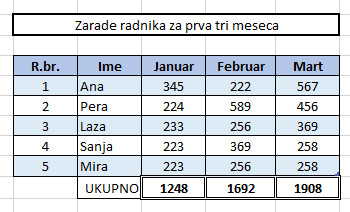 Zarade radnika za prva tri meseca
R.br. Ime Januar Februar Mart
1 Ana 345 222 567
2 Pera 224 589 456
3 Laza 233 256 369
4 Sanja 223 369 258
5 Mira 223 256 258
UKUPNO 1248 1692 1908